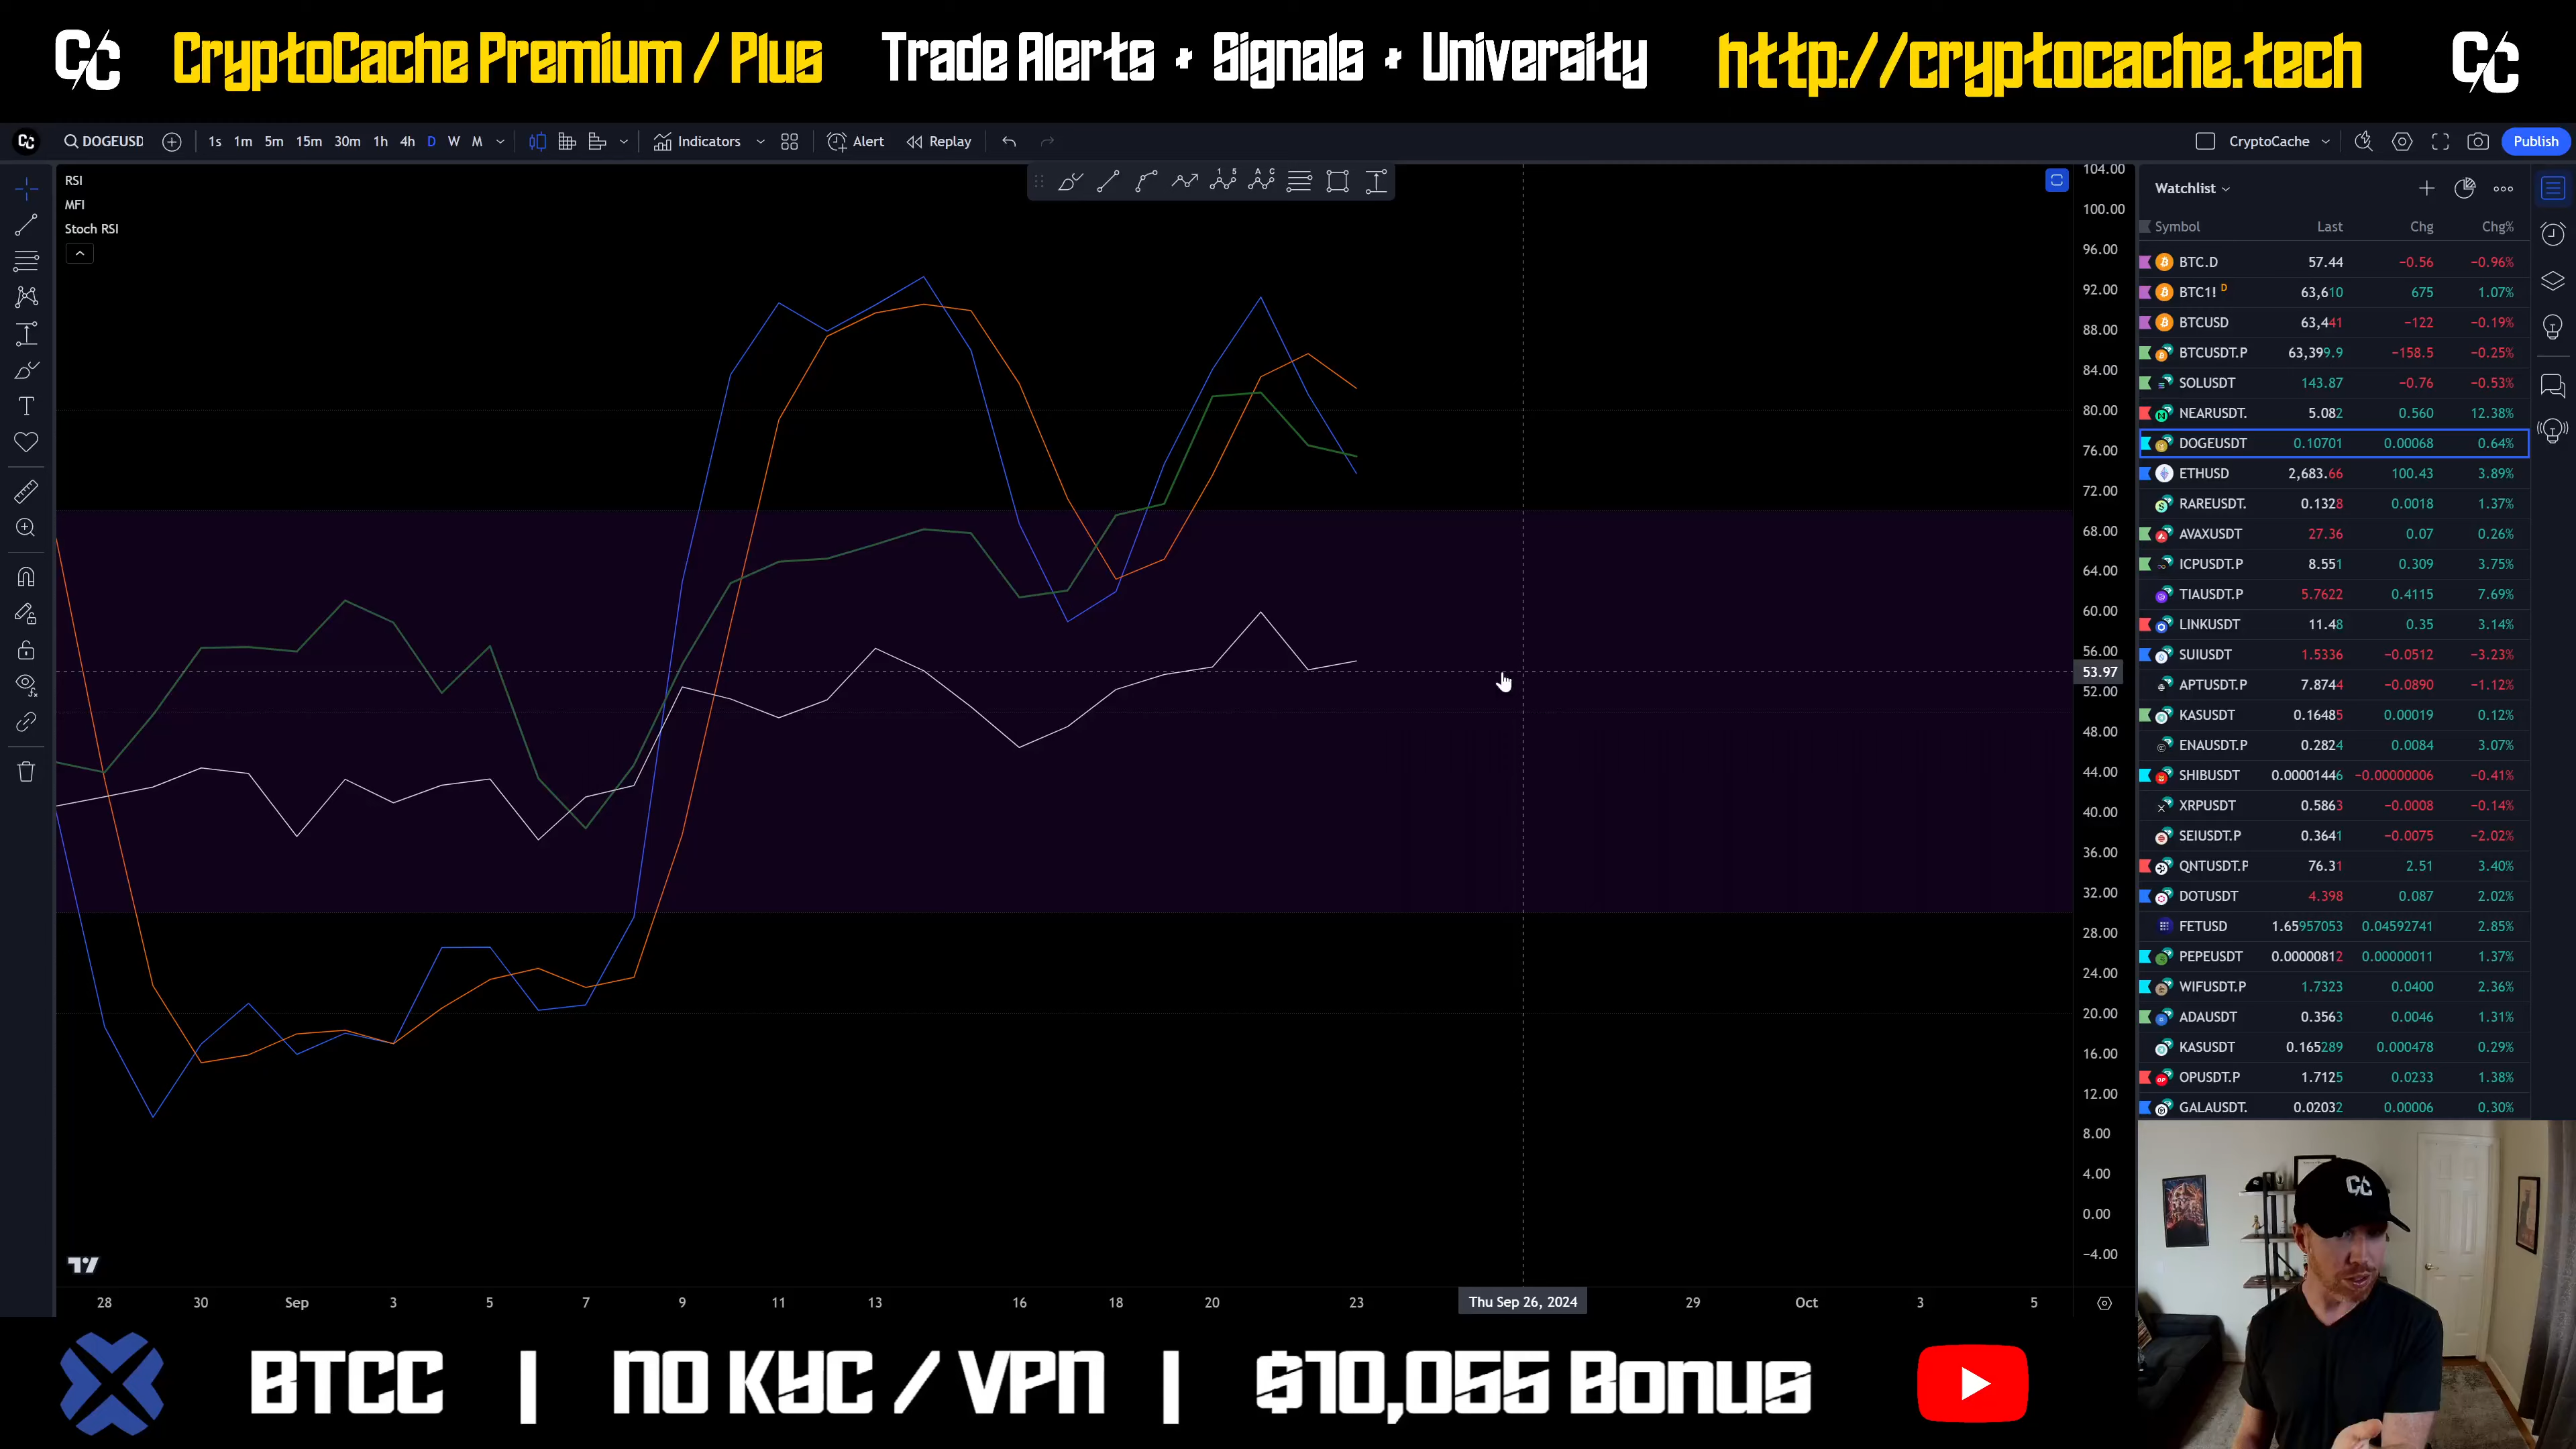 CC CryptoCache Premium / Plus Trade Alerts + Signals + University http://cryptocache.tech CC
CC DOGEUSD 1s 1m 5m 15m 30m 1h 4h D W M Indicators Alert Replay CryptoCache Publish
RSI
MFI
Stoch RSI
1 5
A C
104.00
100.00
96.00
92.00
88.00
84.00
80.00
76.00
72.00
68.00
64.00
60.00
56.00
53.97
52.00
48.00
44.00
40.00
36.00
32.00
28.00
24.00
20.00
16.00
12.00
8.00
4.00
0.00
−4.00
28 30 Sep 3 5 7 9 11 13 16 18 20 23 Thu Sep 26, 2024 29 Oct 3 5
Watchlist
Symbol Last Chg Chg%
BTC.D 57.44 −0.56 −0.96%
BTC1! D 63,610 675 1.07%
BTCUSD 63,441 −122 −0.19%
BTCUSDT.P 63,399.9 −158.5 −0.25%
SOLUSDT 143.87 −0.76 −0.53%
NEARUSDT. 5.082 0.560 12.38%
DOGEUSDT 0.10701 0.00068 0.64%
ETHUSD 2,683.66 100.43 3.89%
RAREUSDT. 0.1328 0.0018 1.37%
AVAXUSDT 27.36 0.07 0.26%
ICPUSDT.P 8.551 0.309 3.75%
TIAUSDT.P 5.7622 0.4115 7.69%
LINKUSDT 11.48 0.35 3.14%
SUIUSDT 1.5336 −0.0512 −3.23%
APTUSDT.P 7.8744 −0.0890 −1.12%
KASUSDT 0.16485 0.00019 0.12%
ENAUSDT.P 0.2824 0.0084 3.07%
SHIBUSDT 0.00001446 −0.00000006 −0.41%
XRPUSDT 0.5863 −0.0008 −0.14%
SEIUSDT.P 0.3641 −0.0075 −2.02%
QNTUSDT.P 76.31 2.51 3.40%
DOTUSDT 4.398 0.087 2.02%
FETUSD 1.65957053 0.04592741 2.85%
PEPEUSDT 0.00000812 0.00000011 1.37%
WIFUSDT.P 1.7323 0.0400 2.36%
ADAUSDT 0.3563 0.0046 1.31%
KASUSDT 0.165289 0.000478 0.29%
OPUSDT.P 1.7125 0.0233 1.38%
GALAUSDT. 0.02032 0.00006 0.30%
CC
BTCC | NO KYC / VPN | $10,055 Bonus